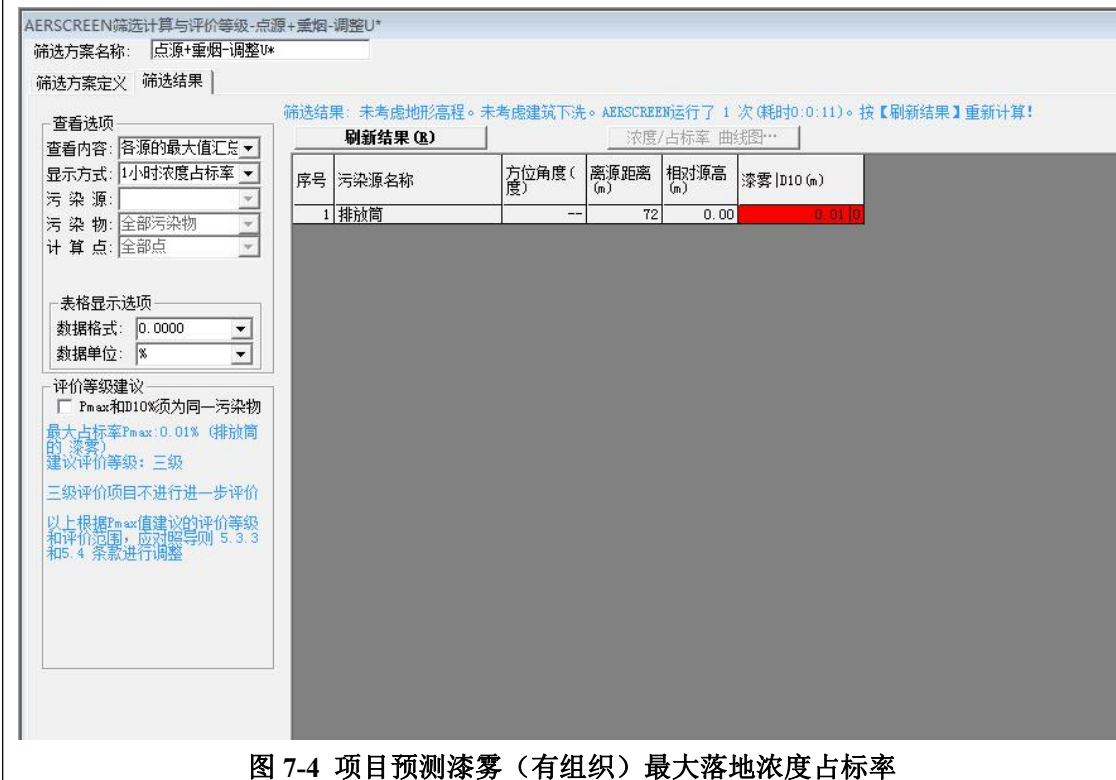 AERSCREEN筛选计算与评价等级-点源+重烟-调整U*
筛选方案名称: 点源+重烟-调整U*
筛选方案定义 筛选结果
筛选结果: 未考虑地形高程。未考虑建筑下洗。AERSCREEN运行了 1 次(耗时0:0:11)。按【刷新结果】重新计算!
查看选项
查看内容: 各源的最大值汇总
显示方式: 1小时浓度占标率
污 染 源:
污 染 物: 全部污染物
计 算 点: 全部点
刷新结果(R) 浓度/占标率 曲线图…
序号 污染源名称 方位角度(度) 离源距离(m) 相对源高(m) 漆雾|D10(m)
1 排放筒 -- 72 0.00 0.01|0
表格显示选项
数据格式: 0.0000
数据单位: %
评价等级建议
Pmax和D10%须为同一污染物
最大占标率Pmax:0.01% (排放筒
的 漆雾)
建议评价等级: 三级
三级评价项目不进行进一步评价
以上根据Pmax值建议的评价等级
和评价范围,应对照导则 5.3.3
和5.4 条款进行调整
图 7-4 项目预测漆雾（有组织）最大落地浓度占标率